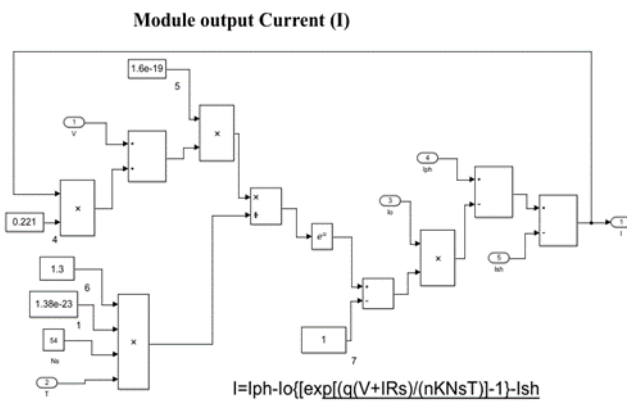 Module output Current (I)
1.6e-19
5
1
V
×
×
0.221
4
4
Iph
3
Io
×
÷
eᵘ
×
1
I
5
Ish
1.3
6
1.38e-23
1
54
Ns
2
T
×
1
7
I=Iph-Io{[exp[(q(V+IRs)/(nKNsT)]-1}-Ish